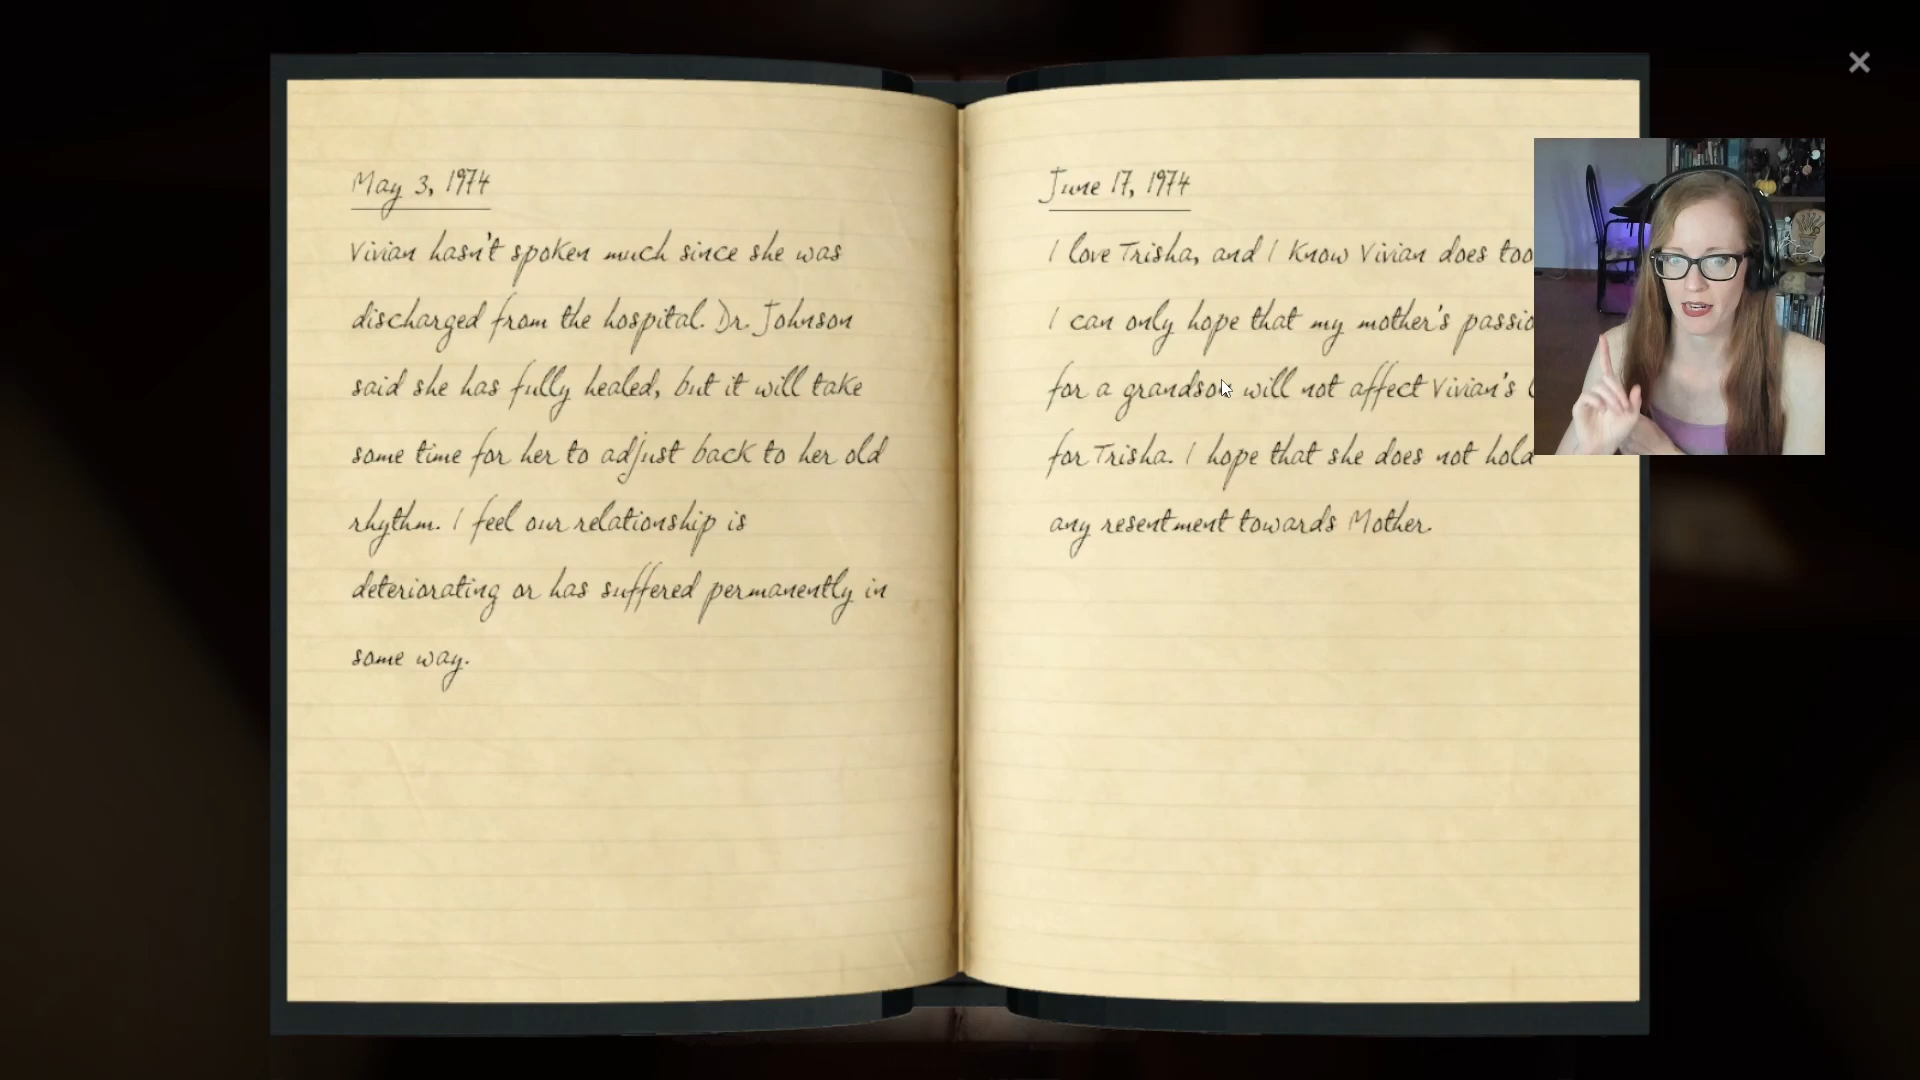 May 3, 1974
Vivian hasn't spoken much since she was
discharged from the hospital. Dr. Johnson
said she has fully healed, but it will take
some time for her to adjust back to her old
rhythm. I feel our relationship is
deteriorating or has suffered permanently in
some way.
June 17, 1974
I love Trisha, and I know Vivian does too
I can only hope that my mother's
for a grandson will not affect Vivian's
for Trisha. I hope that she does not hold
any resentment towards Mother.